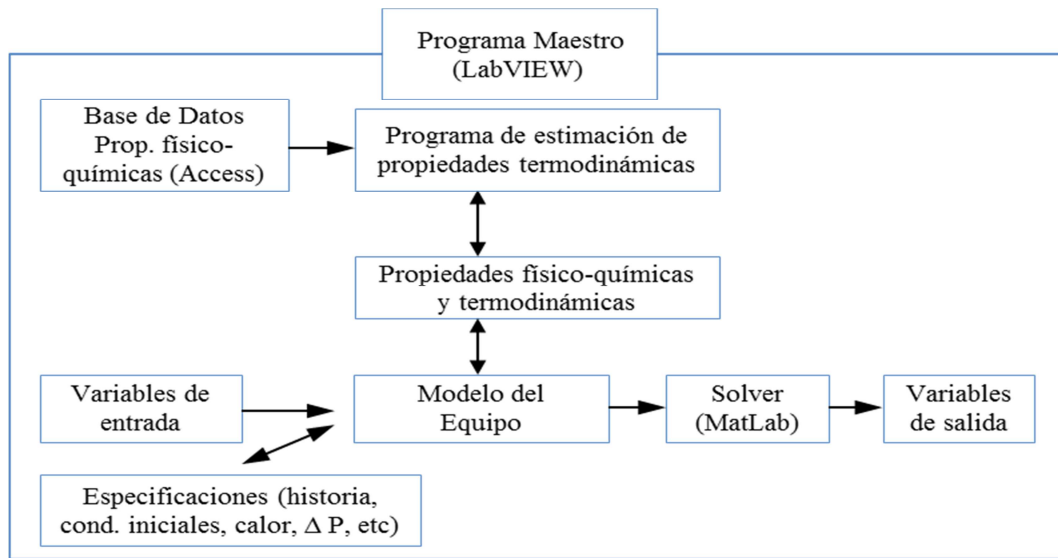 Programa Maestro
(LabVIEW)
Base de Datos
Prop. físico-
químicas (Access)
Programa de estimación de
propiedades termodinámicas
Propiedades físico-químicas
y termodinámicas
Variables de
entrada
Modelo del
Equipo
Solver
(MatLab)
Variables
de salida
Especificaciones (historia,
cond. iniciales, calor, Δ P, etc)